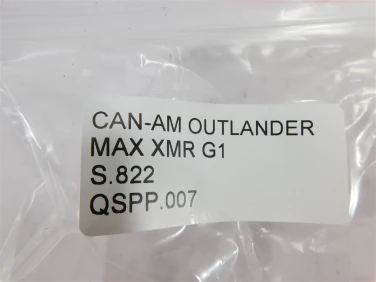 CAN-AM OUTLANDER
MAX XMR G1
S.822
QSPP.007